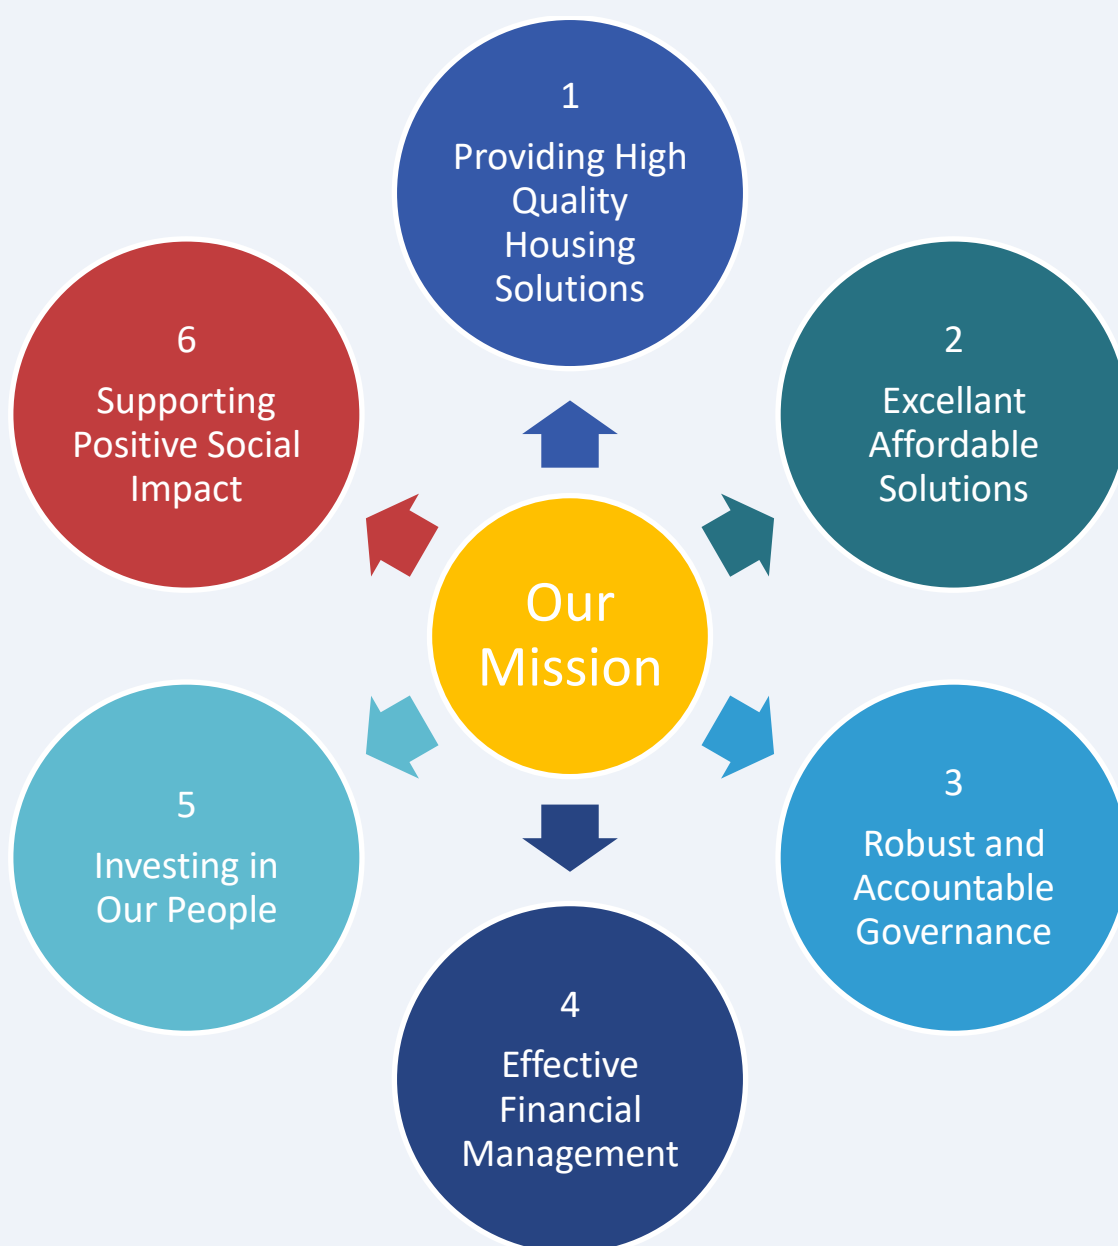 1
Providing High
Quality
Housing
Solutions
2
Excellant
Affordable
Solutions
3
Robust and
Accountable
Governance
4
Effective
Financial
Management
5
Investing in
Our People
6
Supporting
Positive Social
Impact
Our
Mission